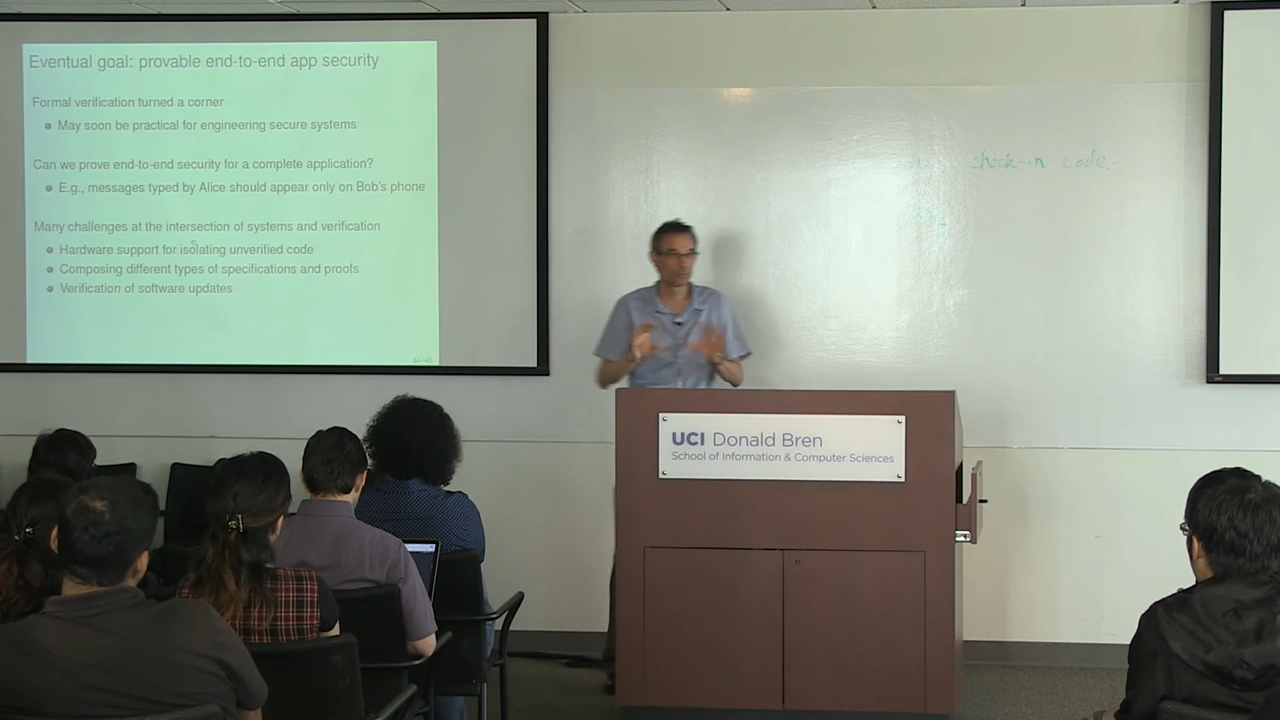 Eventual goal: provable end-to-end app security
Formal verification turned a corner
May soon be practical for engineering secure systems
Can we prove end-to-end security for a complete application?
E.g., messages typed by Alice should appear only on Bob's phone
Many challenges at the intersection of systems and verification
Hardware support for isolating unverified code
Composing different types of specifications and proofs
Verification of software updates
check-in code.
UCI Donald Bren
School of Information & Computer Sciences